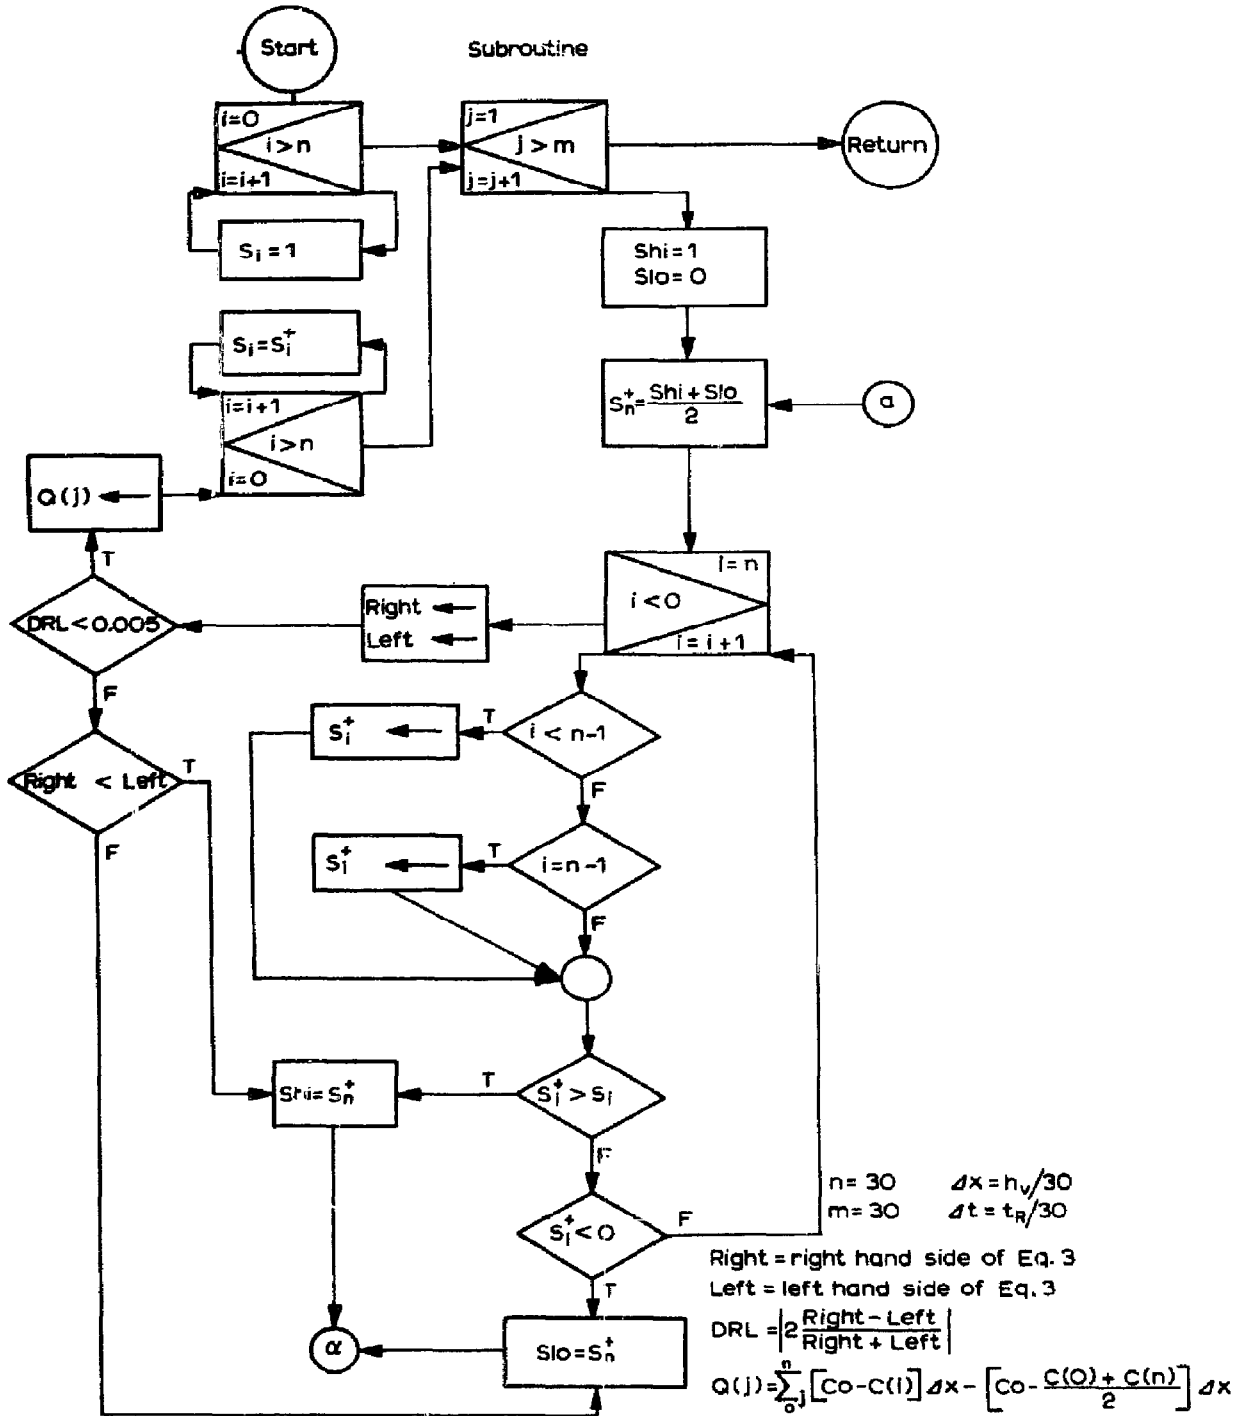 Start
Subroutine
i=0
i>n
i=i+1
j=1
j>m
j=j+1
Return
Si=1
Shi=1
Slo=0
Si=Si+
Sn+=(Shi+Slo)/2
a
i=i+1
i>n
i=0
Q(j) ←
T
i=n
i<0
i=i+1
Right ←
Left ←
DRL<0.005
F
Si+ ←
T
i<n-1
F
Right < Left
T
F
Si+ ←
T
i=n-1
F
Shi=Sn+
T
Si+>Si
F
n=30 Δx=hv/30
m=30 Δt=tR/30
Si+<0
F
T
Right=right hand side of Eq.3
Left=left hand side of Eq.3
α
Slo=Sn+
DRL=|2 (Right-Left)/(Right+Left)|
Q(j)=Σ0j n [Co-C(i)] Δx-[Co-(C(0)+C(n))/2] Δx